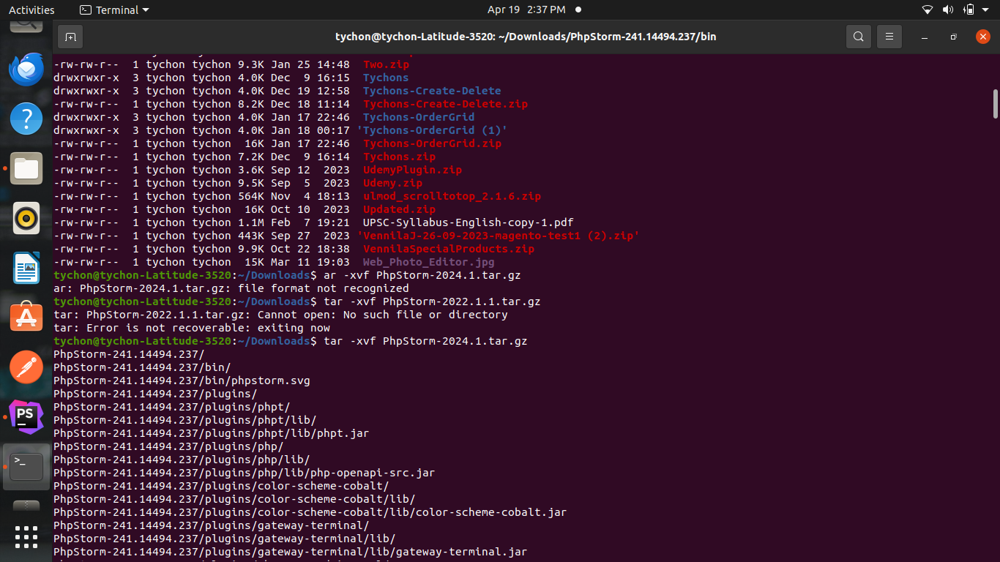 Activities Terminal Apr 19 2:37 PM
tychon@tychon-Latitude-3520: ~/Downloads/PhpStorm-241.14494.237/bin
-rw-rw-r-- 1 tychon tychon 9.3K Jan 25 14:48 Two.zip
drwxrwxr-x 3 tychon tychon 4.0K Dec 9 16:15 Tychons
drwxrwxr-x 3 tychon tychon 4.0K Dec 19 12:58 Tychons-Create-Delete
-rw-rw-r-- 1 tychon tychon 8.2K Dec 18 11:14 Tychons-Create-Delete.zip
drwxrwxr-x 3 tychon tychon 4.0K Jan 17 22:46 Tychons-OrderGrid
drwxrwxr-x 3 tychon tychon 4.0K Jan 18 00:17 'Tychons-OrderGrid (1)'
-rw-rw-r-- 1 tychon tychon 16K Jan 17 22:46 Tychons-OrderGrid.zip
-rw-rw-r-- 1 tychon tychon 7.2K Dec 9 16:14 Tychons.zip
-rw-rw-r-- 1 tychon tychon 3.6K Sep 12 2023 UdemyPlugin.zip
-rw-rw-r-- 1 tychon tychon 9.5K Sep 5 2023 Udemy.zip
-rw-rw-r-- 1 tychon tychon 564K Nov 4 18:13 ulmod_scrolltotop_2.1.6.zip
-rw-rw-r-- 1 tychon tychon 16K Oct 10 2023 Updated.zip
-rw-rw-r-- 1 tychon tychon 1.1M Feb 7 19:21 UPSC-Syllabus-English-copy-1.pdf
-rw-rw-r-- 1 tychon tychon 443K Sep 27 2023 'VennilaJ-26-09-2023-magento-test1 (2).zip'
-rw-rw-r-- 1 tychon tychon 9.9K Oct 22 18:38 VennilaSpecialProducts.zip
-rw-rw-r-- 1 tychon tychon 15K Mar 11 19:03 Web_Photo_Editor.jpg
tychon@tychon-Latitude-3520:~/Downloads$ ar -xvf PhpStorm-2024.1.tar.gz
ar: PhpStorm-2024.1.tar.gz: file format not recognized
tychon@tychon-Latitude-3520:~/Downloads$ tar -xvf PhpStorm-2022.1.1.tar.gz
tar: PhpStorm-2022.1.1.tar.gz: Cannot open: No such file or directory
tar: Error is not recoverable: exiting now
tychon@tychon-Latitude-3520:~/Downloads$ tar -xvf PhpStorm-2024.1.tar.gz
PhpStorm-241.14494.237/
PhpStorm-241.14494.237/bin/
PhpStorm-241.14494.237/bin/phpstorm.svg
PhpStorm-241.14494.237/plugins/
PhpStorm-241.14494.237/plugins/phpt/
PhpStorm-241.14494.237/plugins/phpt/lib/
PhpStorm-241.14494.237/plugins/phpt/lib/phpt.jar
PhpStorm-241.14494.237/plugins/php/
PhpStorm-241.14494.237/plugins/php/lib/
PhpStorm-241.14494.237/plugins/php/lib/php-openapi-src.jar
PhpStorm-241.14494.237/plugins/color-scheme-cobalt/
PhpStorm-241.14494.237/plugins/color-scheme-cobalt/lib/
PhpStorm-241.14494.237/plugins/color-scheme-cobalt/lib/color-scheme-cobalt.jar
PhpStorm-241.14494.237/plugins/gateway-terminal/
PhpStorm-241.14494.237/plugins/gateway-terminal/lib/
PhpStorm-241.14494.237/plugins/gateway-terminal/lib/gateway-terminal.jar
PS